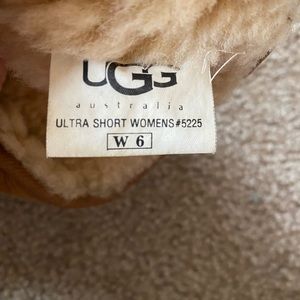 UGG
australia
ULTRA SHORT WOMENS#5225
W 6